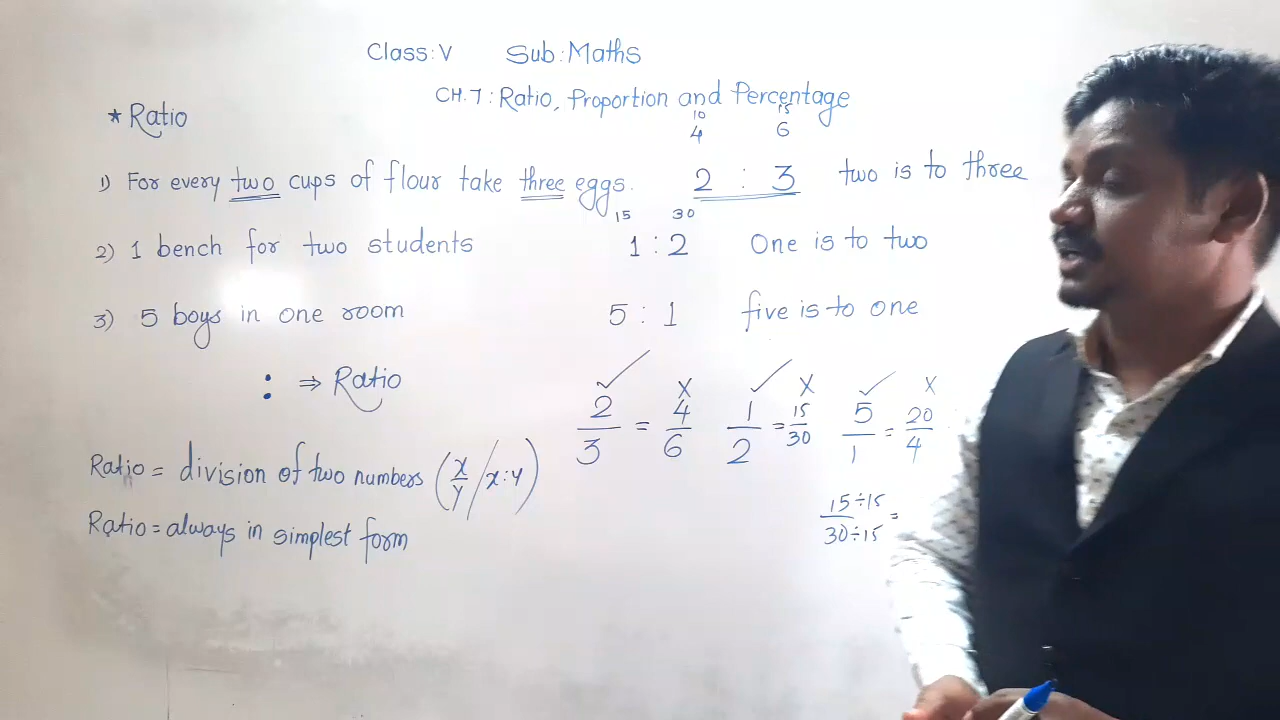 Class: V Sub: Maths
CH. 7: Ratio, Proportion and Percentage
* Ratio
10 15
4 6
1) For every two cups of flour take three eggs. 2 : 3 two is to three
15 30
2) 1 bench for two students 1 : 2 One is to two
3) 5 boys in one room 5 : 1 five is to one
: ⇒ Ratio
✓ X ✓ X ✓ X
2/3 = 4/6 1/2 = 15/30 5/1 = 20/4
Ratio = division of two numbers (x/y / x:y)
15÷15 / 30÷15 =
Ratio = always in simplest form